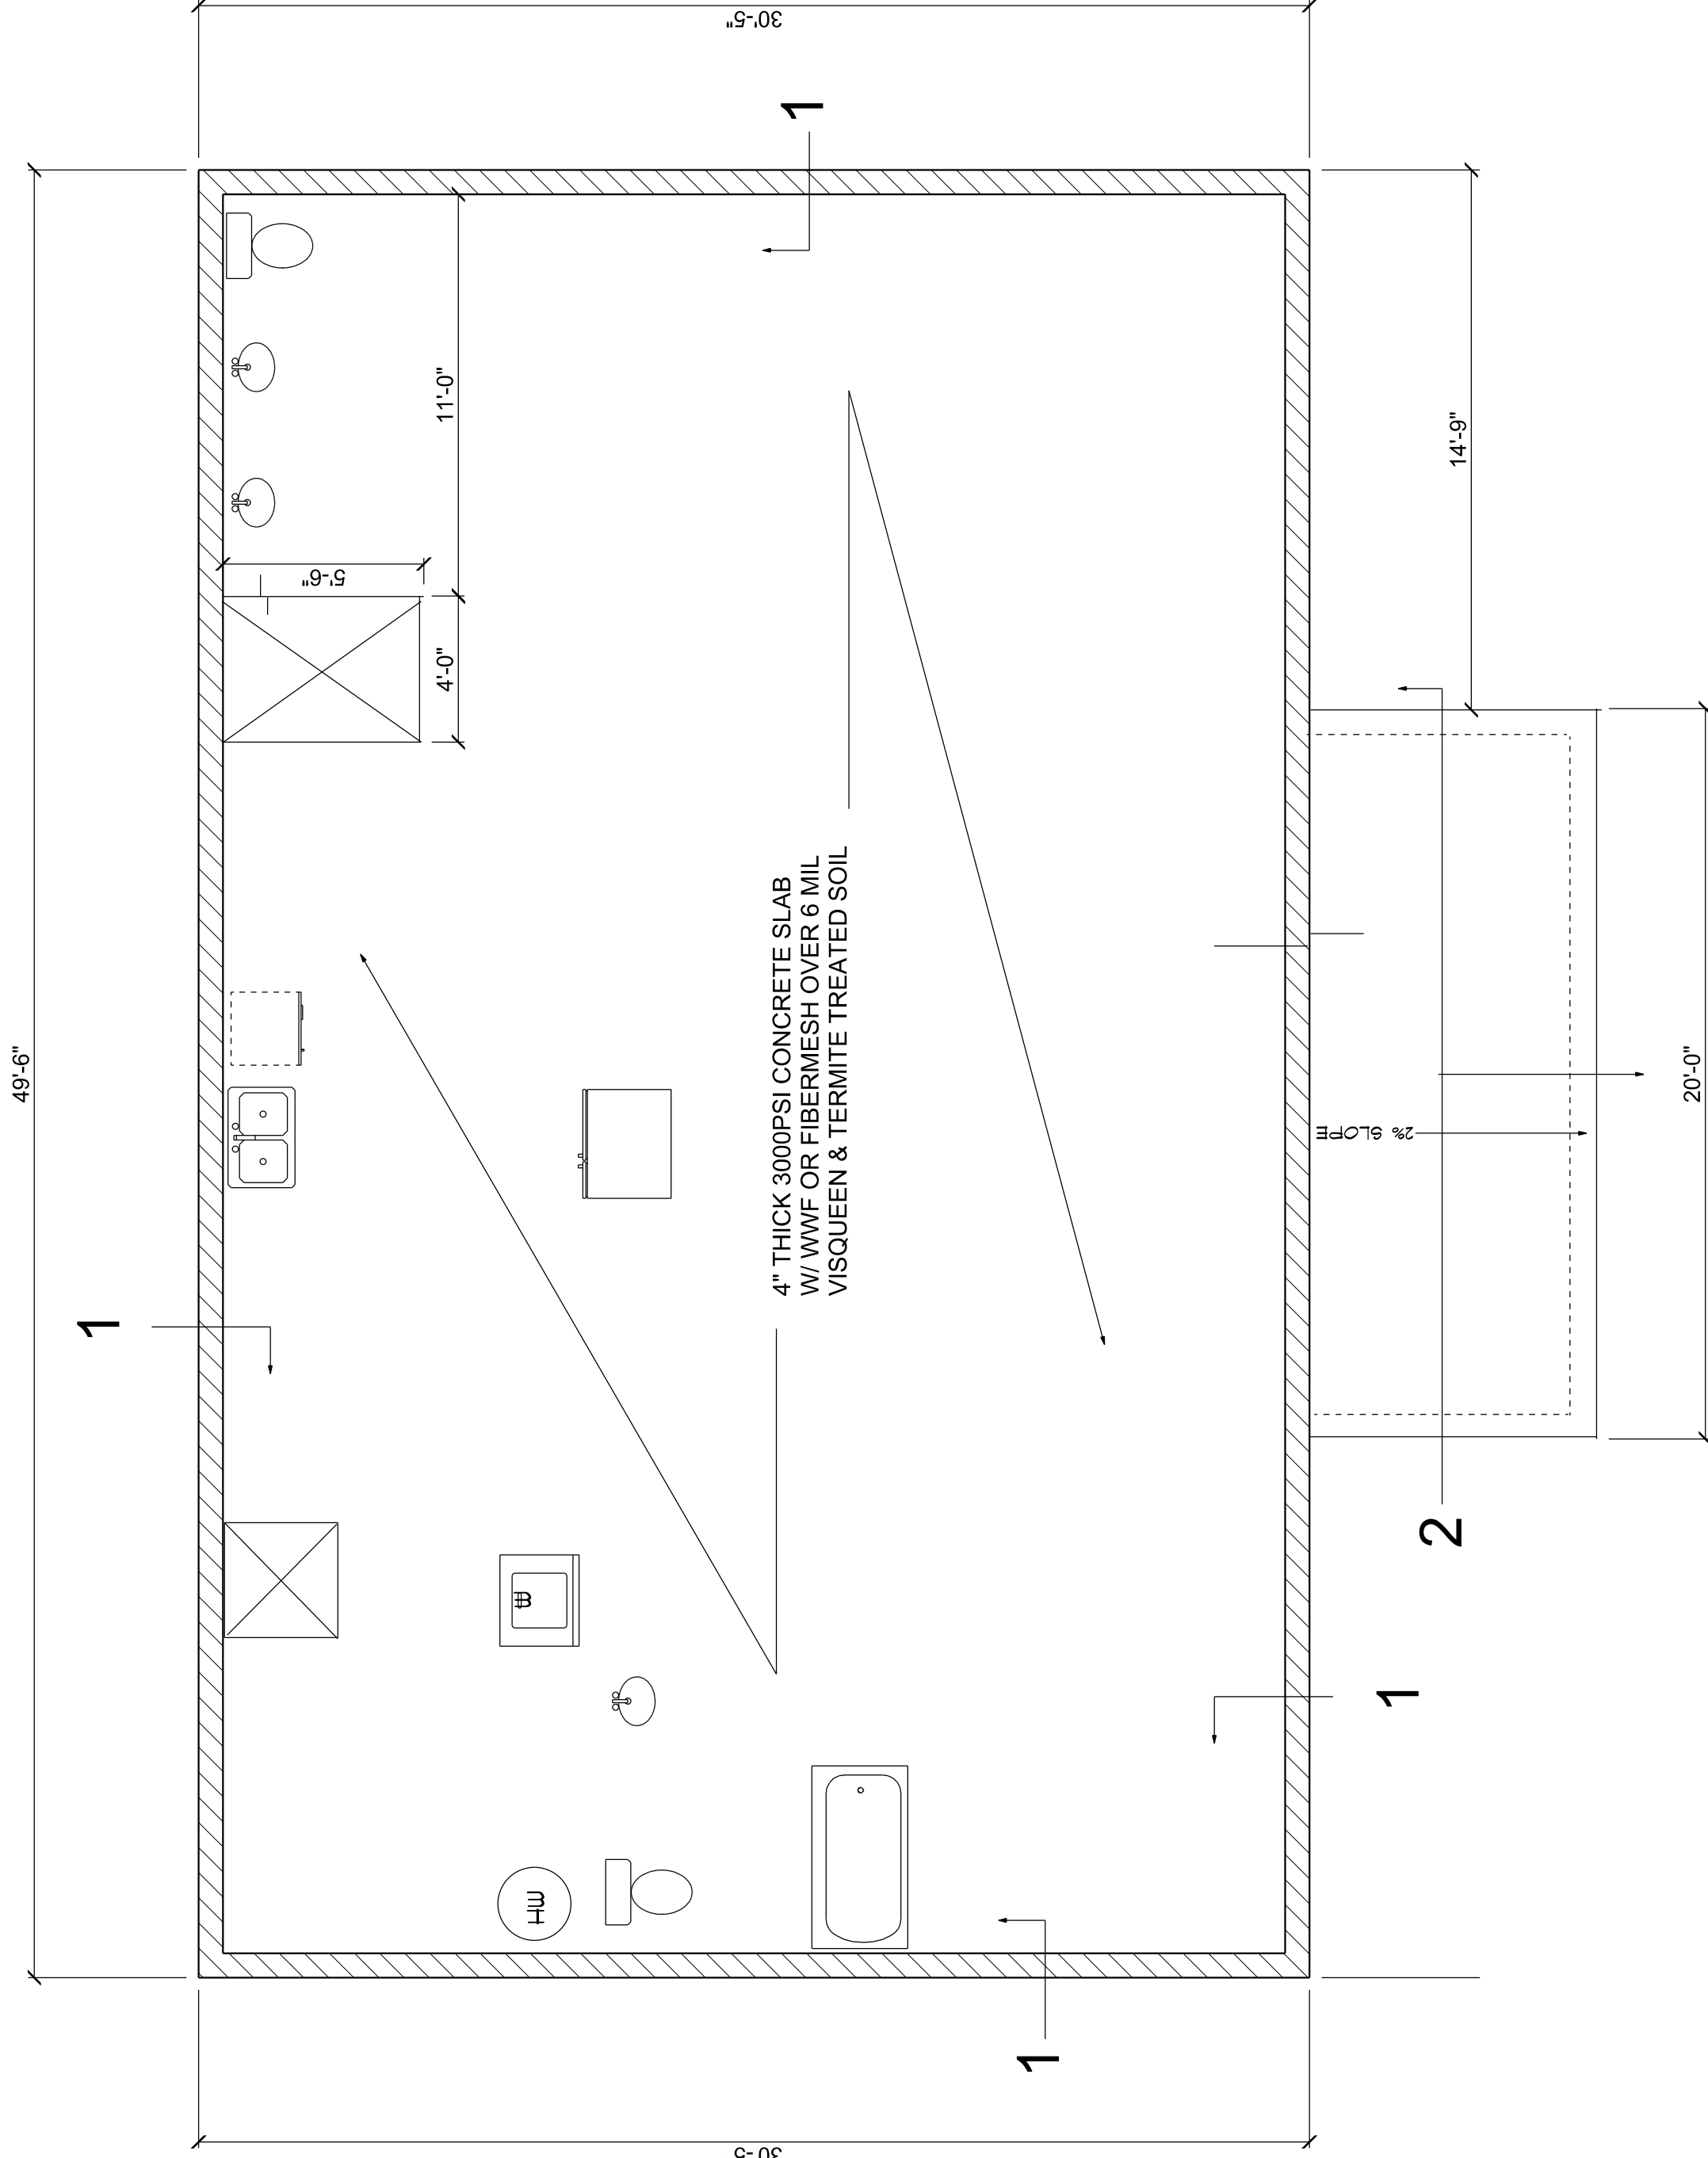 30'-5"
49'-6"
1
11'-0"
5'-6"
4'-0"
14'-9"
1
4" THICK 3000PSI CONCRETE SLAB
W/ WWF OR FIBERMESH OVER 6 MIL
VISQUEEN & TERMITE TREATED SOIL
2% SLOPE
20'-0"
2
W
1
HW
1
30'-5